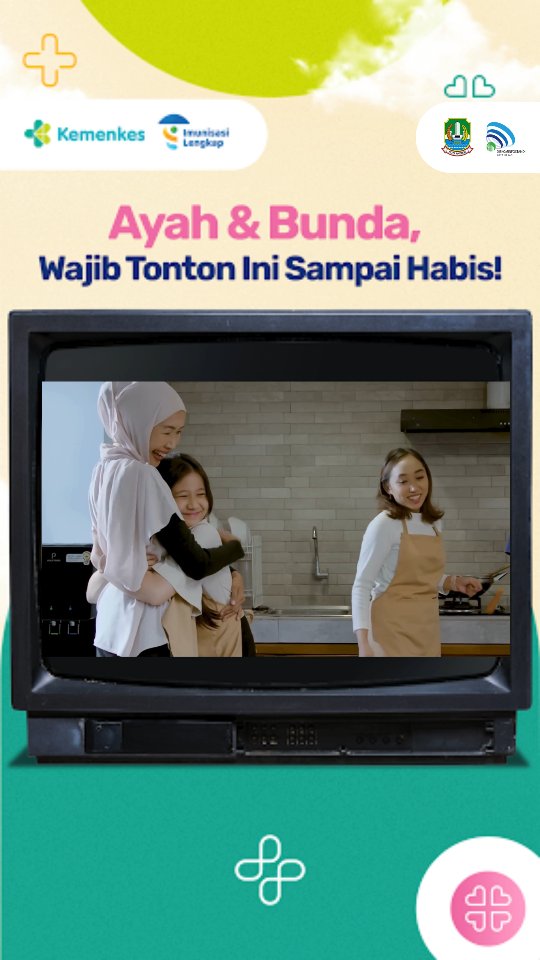 Kemenkes
Imunisasi
Lengkap
Ayah & Bunda,
Wajib Tonton Ini Sampai Habis!